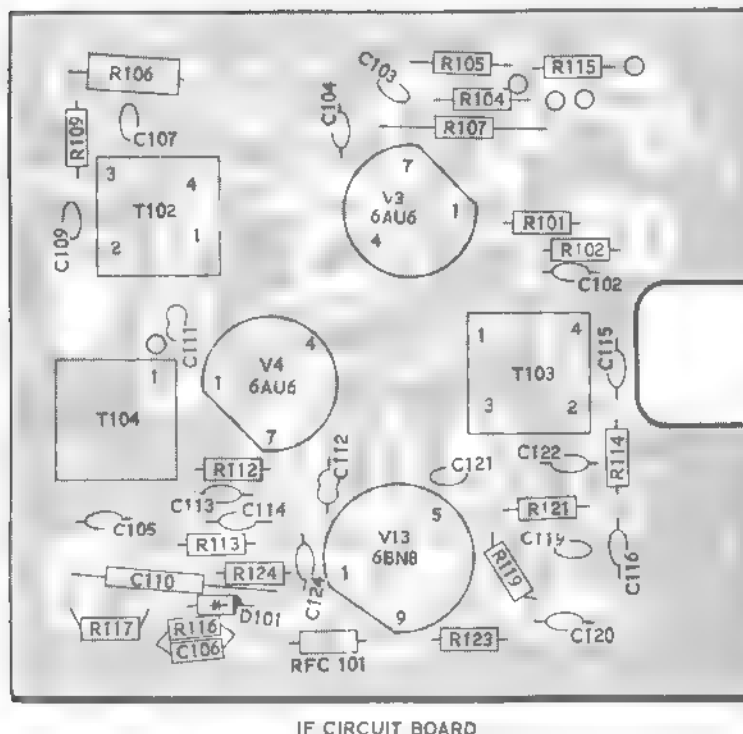 R106
C103
R105
R115
R104
C104
R107
R109
C107
3
4
T102
2
1
C109
7
V3
6AU6
1
4
R101
R102
C102
C111
1
T104
4
V4
6AU6
1
7
1
4
T103
3
2
C115
R112
C112
C121
C122
R114
C113
C114
C105
R113
5
V13
6BN8
1
9
R121
C119
C116
R119
C110
R124
C124
D101
R117
R116
C106
RFC 101
R123
C120
IF CIRCUIT BOARD